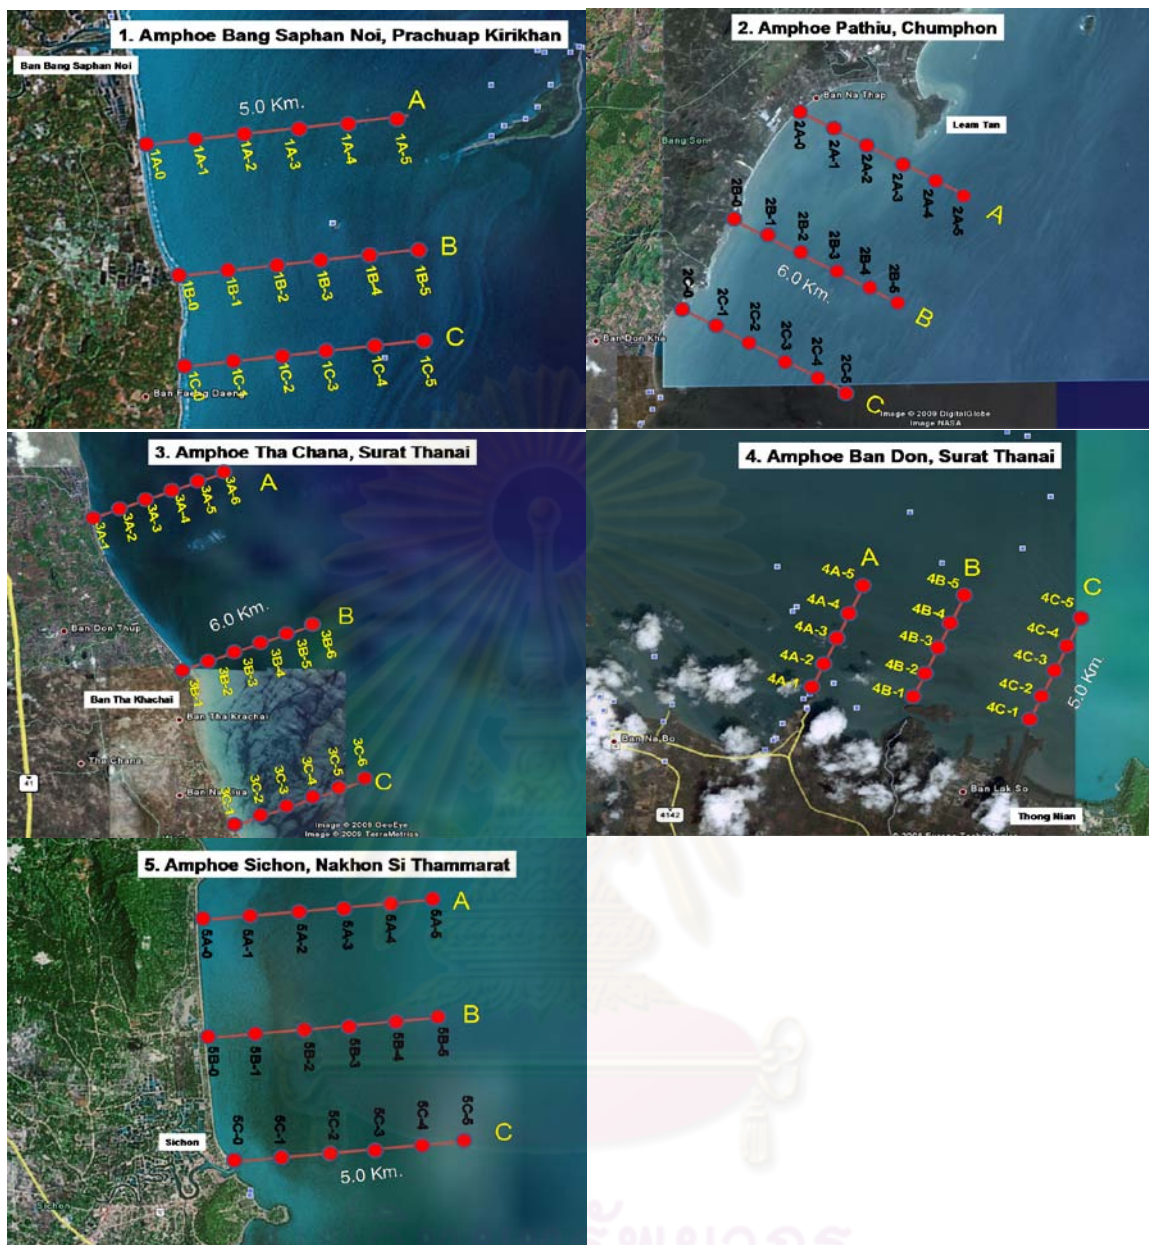 1. Amphoe Bang Saphan Noi, Prachuap Kirikhan
Ban Bang Saphan Noi
5.0 Km.
A
1A-0
1A-1
1A-2
1A-3
1A-4
1A-5
B
1B-0
1B-1
1B-2
1B-3
1B-4
1B-5
C
1C-0
1C-1
1C-2
1C-3
1C-4
1C-5
Ban Faeng Daeng
2. Amphoe Pathiu, Chumphon
Ban Na Thap
Leam Tan
Bang Son
2A-0
2A-1
2A-2
2A-3
2A-4
2A-5
A
2B-0
2B-1
2B-2
2B-3
2B-4
2B-5
6.0 Km.
B
2C-0
2C-1
2C-2
2C-3
2C-4
2C-5
C
Ban Don Kha
Image © 2009 DigitalGlobe
Image NASA
3. Amphoe Tha Chana, Surat Thanai
A
3A-1
3A-2
3A-3
3A-4
3A-5
3A-6
6.0 Km.
Ban Don Thup
B
3B-1
3B-2
3B-3
3B-4
3B-5
3B-6
Ban Tha Khachai
Ban Tha Krachai
Tha Chana
41
C
3C-1
3C-2
3C-3
3C-4
3C-5
3C-6
Image © 2009 GeoEye
Image © 2009 TerraMetrics
4. Amphoe Ban Don, Surat Thanai
A
4A-5
4A-4
4A-3
4A-2
4A-1
B
4B-5
4B-4
4B-3
4B-2
4B-1
C
4C-5
4C-4
4C-3
4C-2
4C-1
5.0 Km.
Ban Na Bo
Ban Lak So
4142
Thong Nian
5. Amphoe Sichon, Nakhon Si Thammarat
A
5A-0
5A-1
5A-2
5A-3
5A-4
5A-5
B
5B-0
5B-1
5B-2
5B-3
5B-4
5B-5
C
5C-0
5C-1
5C-2
5C-3
5C-4
5C-5
5.0 Km.
Sichon
Sichon